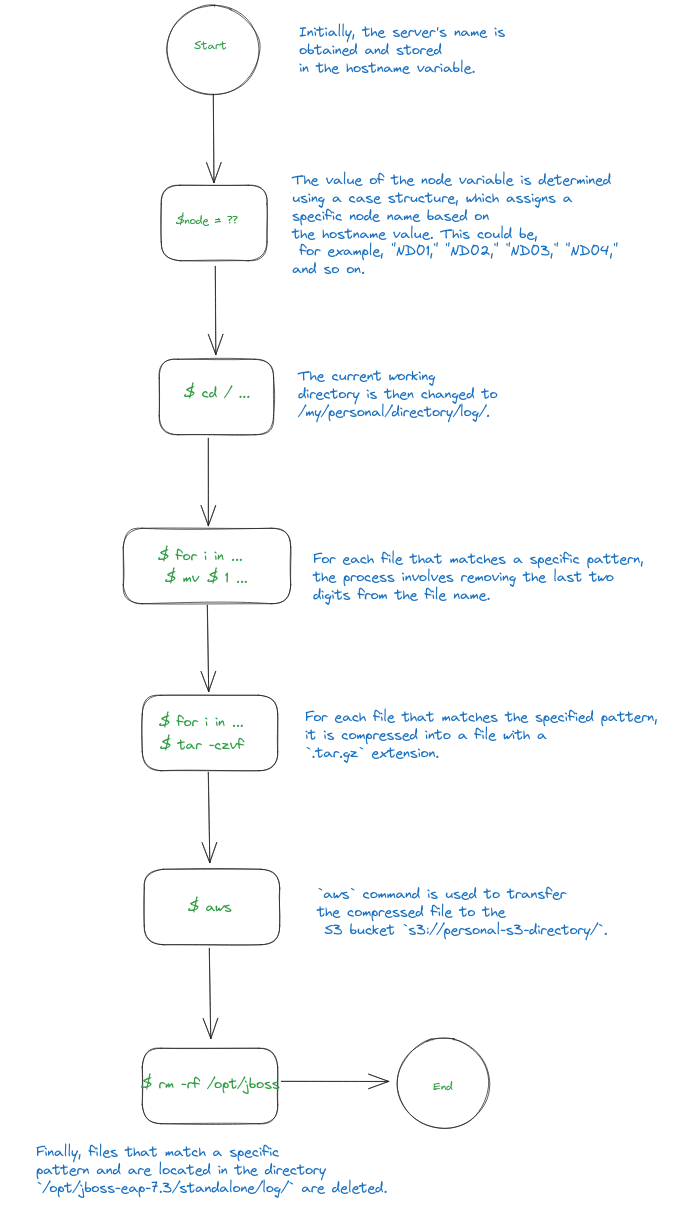 Start
Initially, the server's name is
obtained and stored
in the hostname variable.
$node = ??
The value of the node variable is determined
using a case structure, which assigns a
specific node name based on
the hostname value. This could be,
for example, "ND01," "ND02," "ND03," "ND04,"
and so on.
$ cd / ...
The current working
directory is then changed to
/my/personal/directory/log/.
$ for i in ...
$ mv $ 1 ...
For each file that matches a specific pattern,
the process involves removing the last two
digits from the file name.
$ for i in ...
$ tar -czvf
For each file that matches the specified pattern,
it is compressed into a file with a
`.tar.gz` extension.
$ aws
`aws` command is used to transfer
the compressed file to the
S3 bucket `s3://personal-s3-directory/`.
$ rm -rf /opt/jboss
End
Finally, files that match a specific
pattern and are located in the directory
`/opt/jboss-eap-7.3/standalone/log/` are deleted.